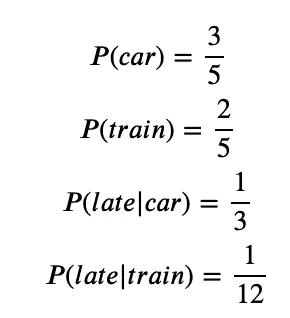 P(car) = 3/5
P(train) = 2/5
P(late|car) = 1/3
P(late|train) = 1/12